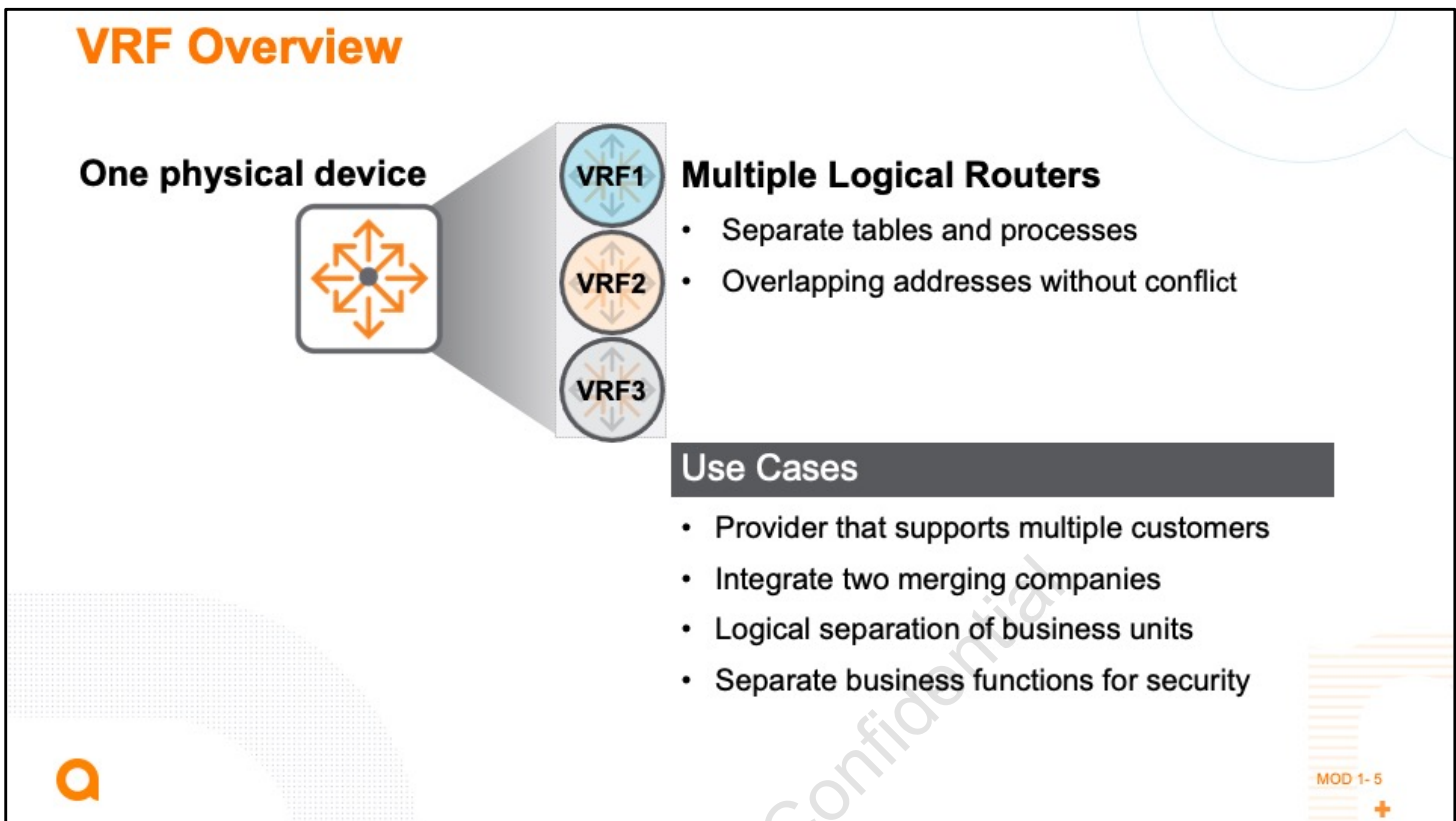 VRF Overview
One physical device
VRF1
VRF2
VRF3
Multiple Logical Routers
• Separate tables and processes
• Overlapping addresses without conflict
Use Cases
• Provider that supports multiple customers
• Integrate two merging companies
• Logical separation of business units
• Separate business functions for security
Confidential
MOD 1- 5